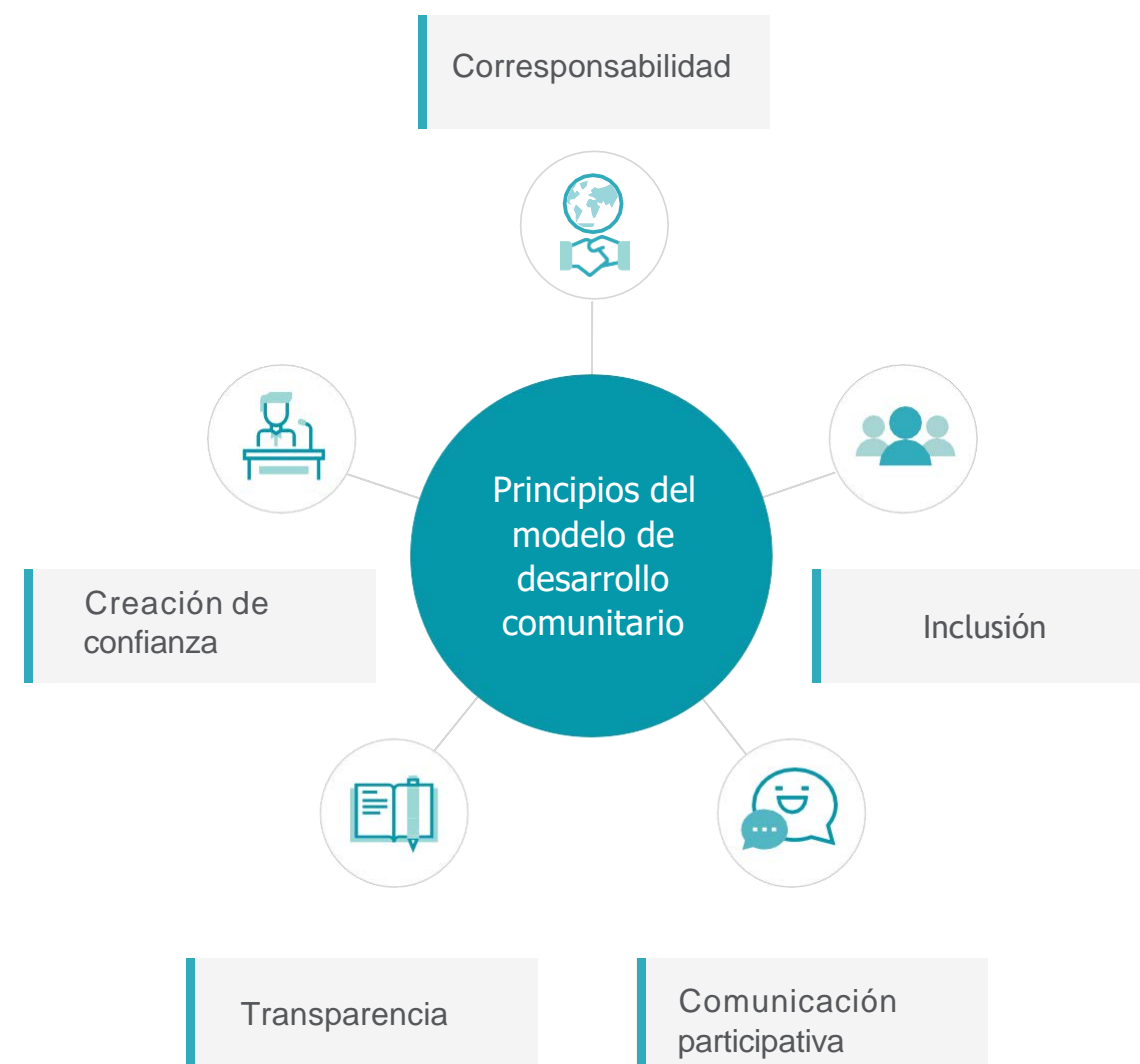 Corresponsabilidad
Principios del
modelo de
desarrollo
comunitario
Creación de
confianza
Inclusión
Transparencia
Comunicación
participativa